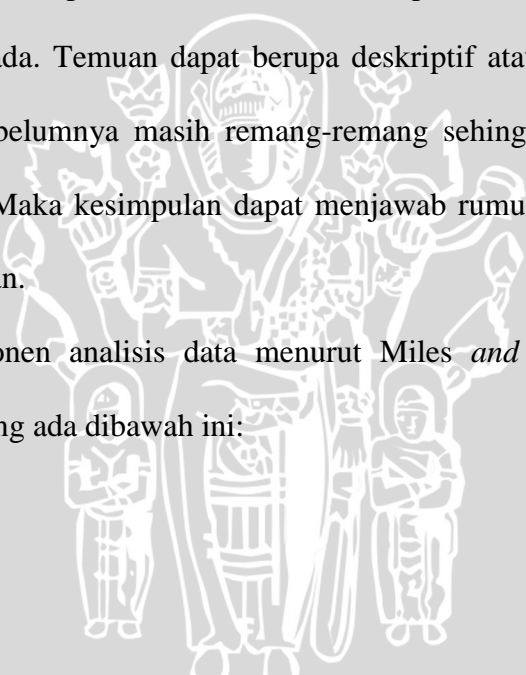 ada. Temuan dapat berupa deskriptif atau
belumnya masih remang-remang sehing
Maka kesimpulan dapat menjawab rumu
an.
onen analisis data menurut Miles and
ng ada dibawah ini: